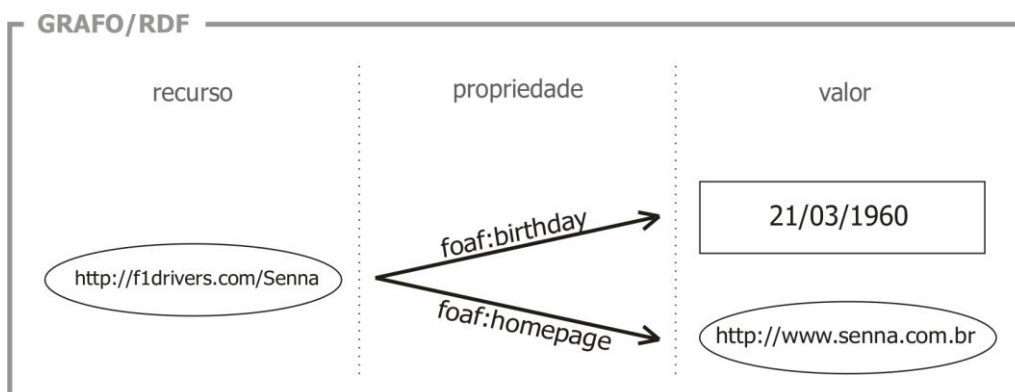 GRAFO/RDF
recurso
propriedade
valor
http://f1drivers.com/Senna
foaf:birthday
21/03/1960
foaf:homepage
http://www.senna.com.br